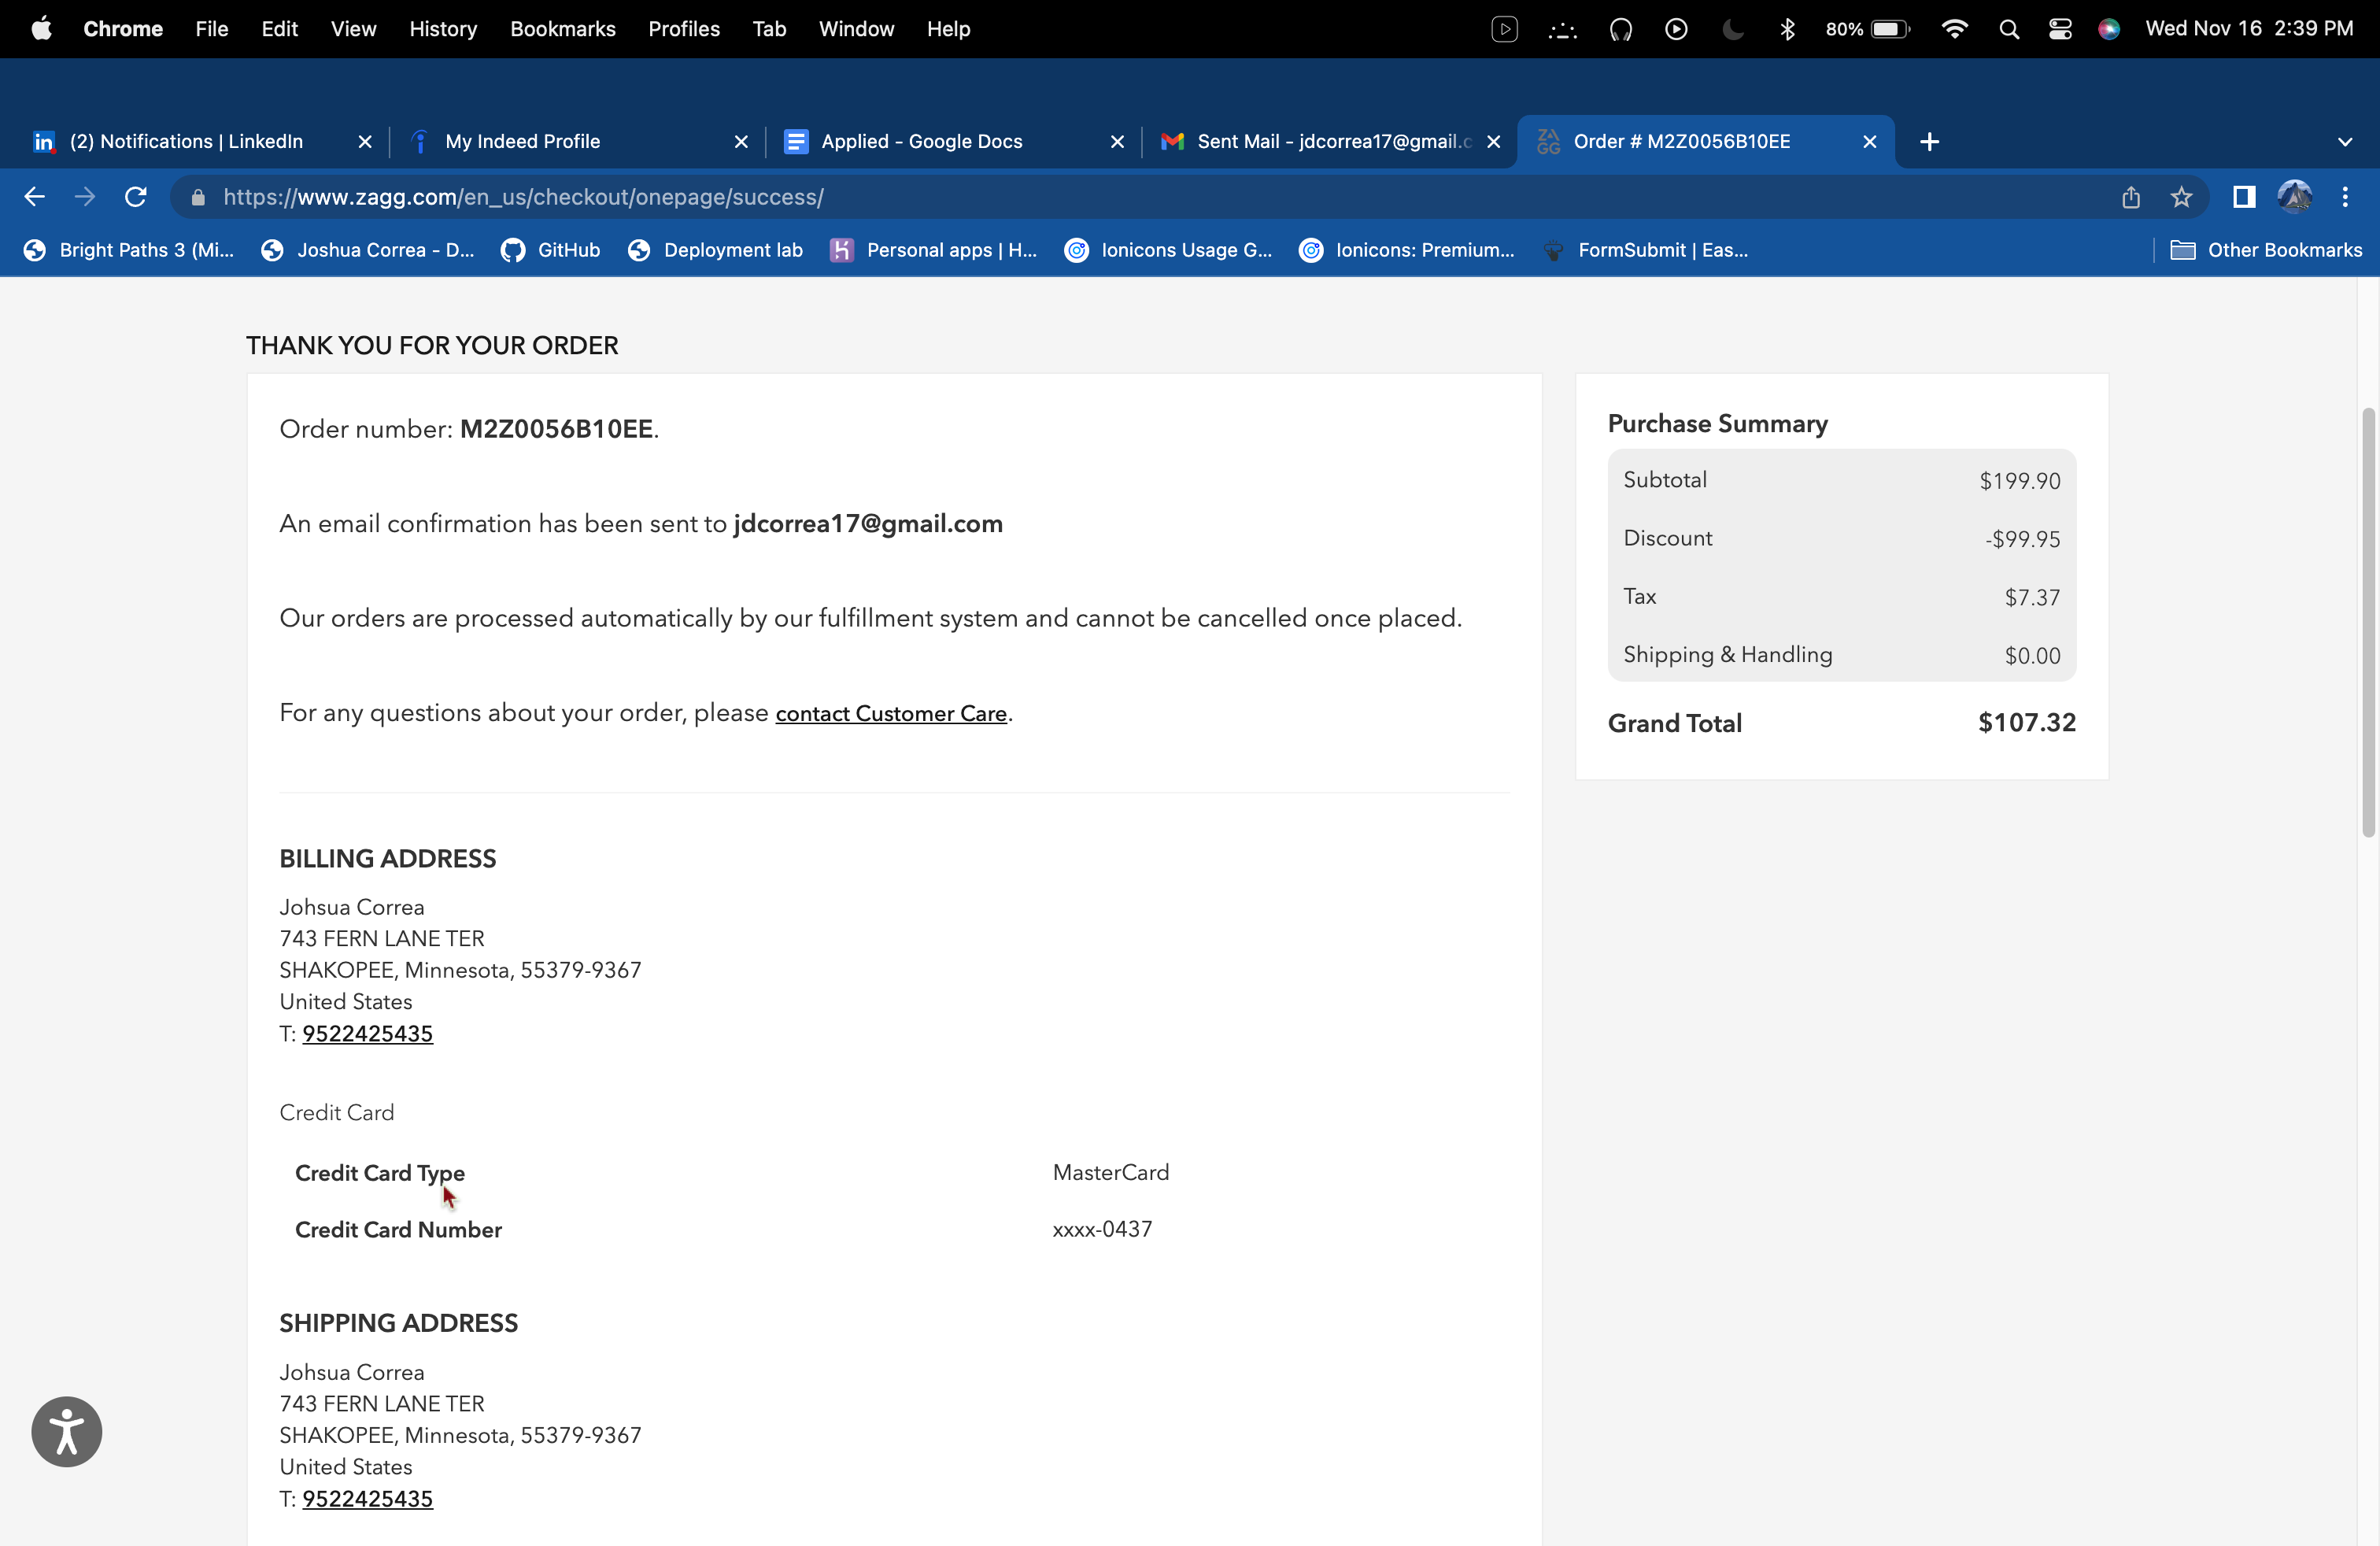 Chrome File Edit View History Bookmarks Profiles Tab Window Help 80% Wed Nov 16 2:39 PM
(2) Notifications | LinkedIn My Indeed Profile Applied - Google Docs Sent Mail - jdcorrea17@gmail.c Order # M2Z0056B10EE
https://www.zagg.com/en_us/checkout/onepage/success/
Bright Paths 3 (Mi... Joshua Correa - D... GitHub Deployment lab Personal apps | H... Ionicons Usage G... Ionicons: Premium... FormSubmit | Eas... Other Bookmarks
THANK YOU FOR YOUR ORDER
Order number: M2Z0056B10EE.
An email confirmation has been sent to jdcorrea17@gmail.com
Our orders are processed automatically by our fulfillment system and cannot be cancelled once placed.
For any questions about your order, please contact Customer Care.
BILLING ADDRESS
Johsua Correa
743 FERN LANE TER
SHAKOPEE, Minnesota, 55379-9367
United States
T: 9522425435
Credit Card
Credit Card Type MasterCard
Credit Card Number xxxx-0437
SHIPPING ADDRESS
Johsua Correa
743 FERN LANE TER
SHAKOPEE, Minnesota, 55379-9367
United States
T: 9522425435
Purchase Summary
Subtotal $199.90
Discount -$99.95
Tax $7.37
Shipping & Handling $0.00
Grand Total $107.32